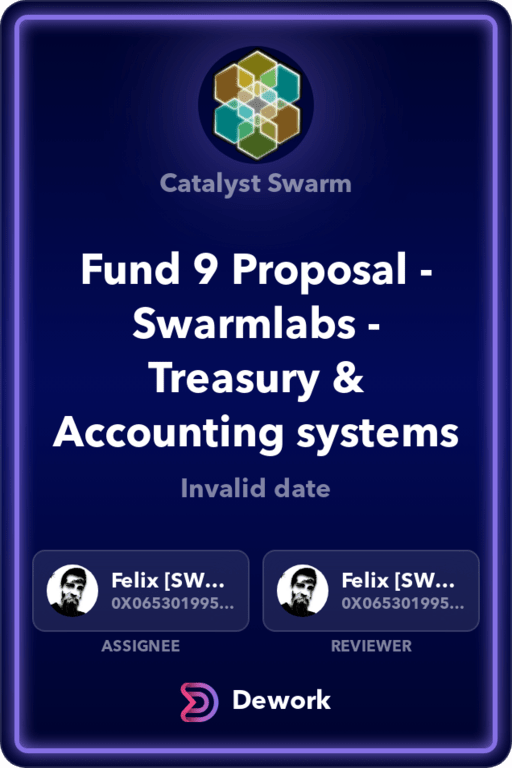 Catalyst Swarm
Fund 9 Proposal -
Swarmlabs -
Treasury &
Accounting systems
Invalid date
Felix [SW...
0X065301995...
ASSIGNEE
Felix [SW...
0X065301995...
REVIEWER
Dework